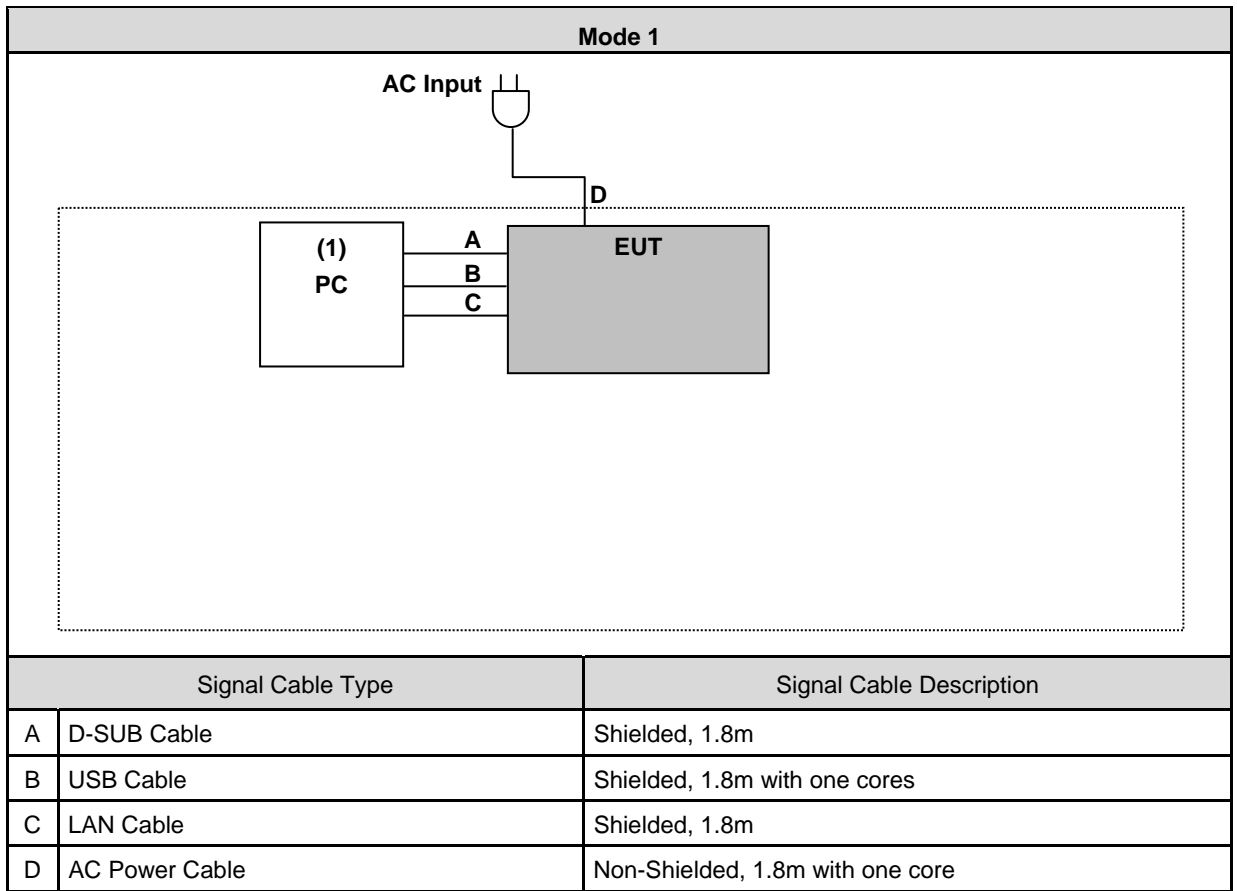 Mode 1
AC Input
D
(1)
PC
A
B
C
EUT
Signal Cable Type Signal Cable Description
A D-SUB Cable Shielded, 1.8m
B USB Cable Shielded, 1.8m with one cores
C LAN Cable Shielded, 1.8m
D AC Power Cable Non-Shielded, 1.8m with one core